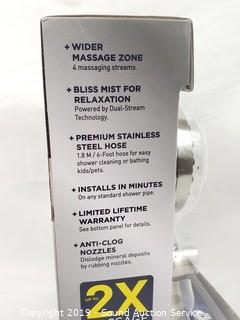 + WIDER
MASSAGE ZONE
4 massaging streams.
+ BLISS MIST FOR
RELAXATION
Powered by Dual-Stream
Technology.
+ PREMIUM STAINLESS
STEEL HOSE
1.8 M / 6-Foot hose for easy
shower cleaning or bathing
kids/pets.
+ INSTALLS IN MINUTES
On any standard shower pipe.
+ LIMITED LIFETIME
WARRANTY
See bottom panel for details.
+ ANTI-CLOG
NOZZLES
Dislodge mineral deposits
by rubbing nozzles.
UP TO
2X
Copyright 2019 - Sound Auction Service